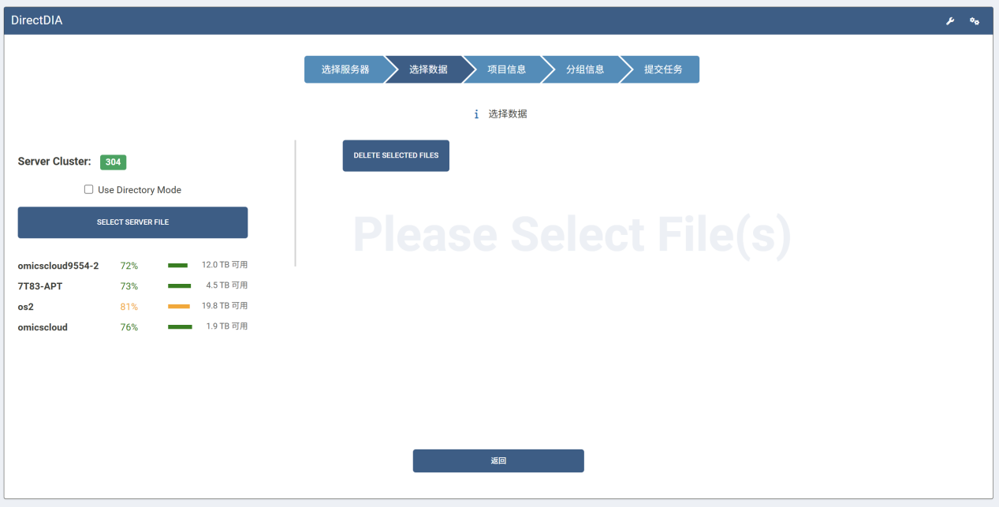 DirectDIA
选择服务器 选择数据 项目信息 分组信息 提交任务
i 选择数据
Server Cluster: 304
Use Directory Mode
SELECT SERVER FILE
omicscloud9554-2 72% 12.0 TB 可用
7T83-APT 73% 4.5 TB 可用
os2 81% 19.8 TB 可用
omicscloud 76% 1.9 TB 可用
DELETE SELECTED FILES
Please Select File(s)
返回